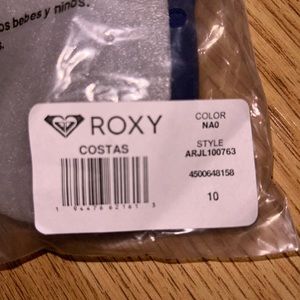 os bebes y niños.
s.
ROXY
COSTAS
COLOR
NA0
STYLE
ARJL100763
4500648158
10